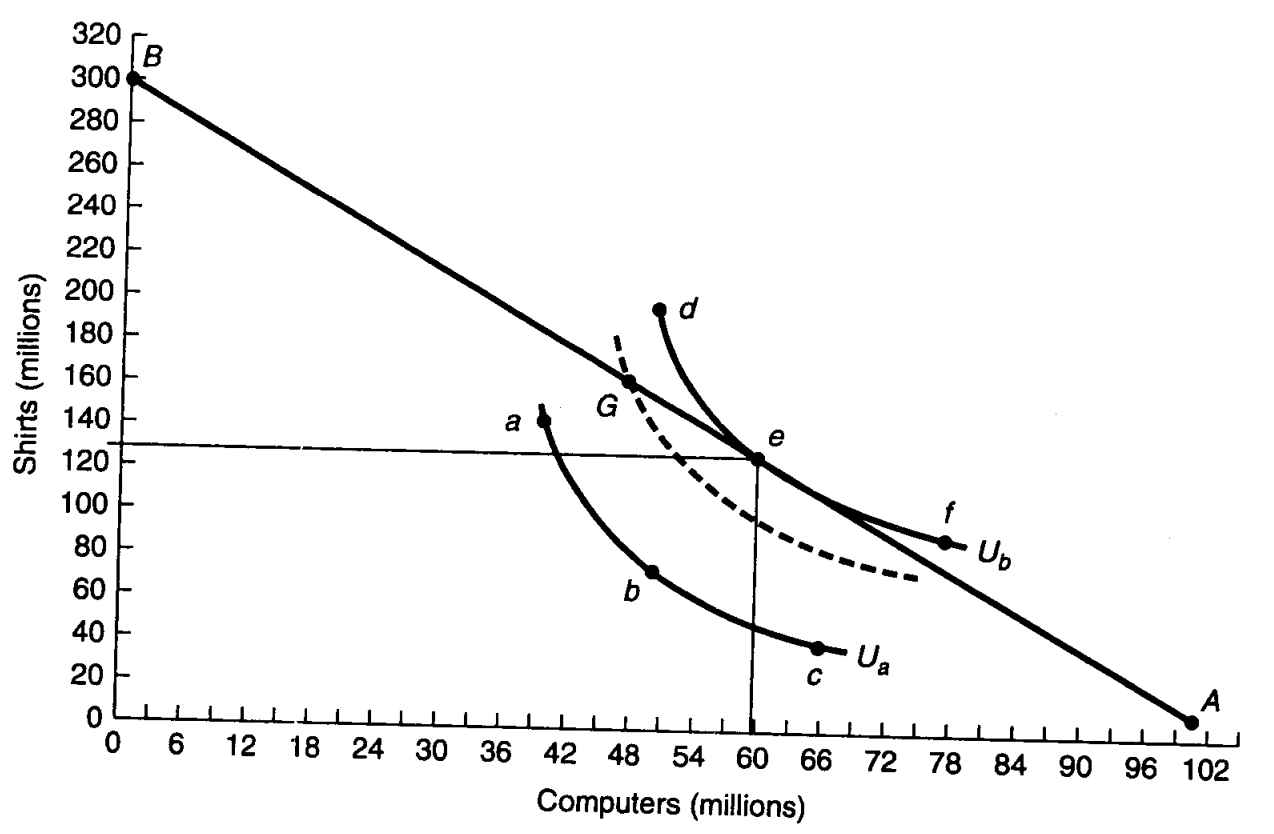 320
300
280
260
240
220
200
180
160
140
120
100
80
60
40
20
0
Shirts (millions)
B
d
G
a
e
f
U_b
b
U_a
c
A
0 6 12 18 24 30 36 42 48 54 60 66 72 78 84 90 96 102
Computers (millions)